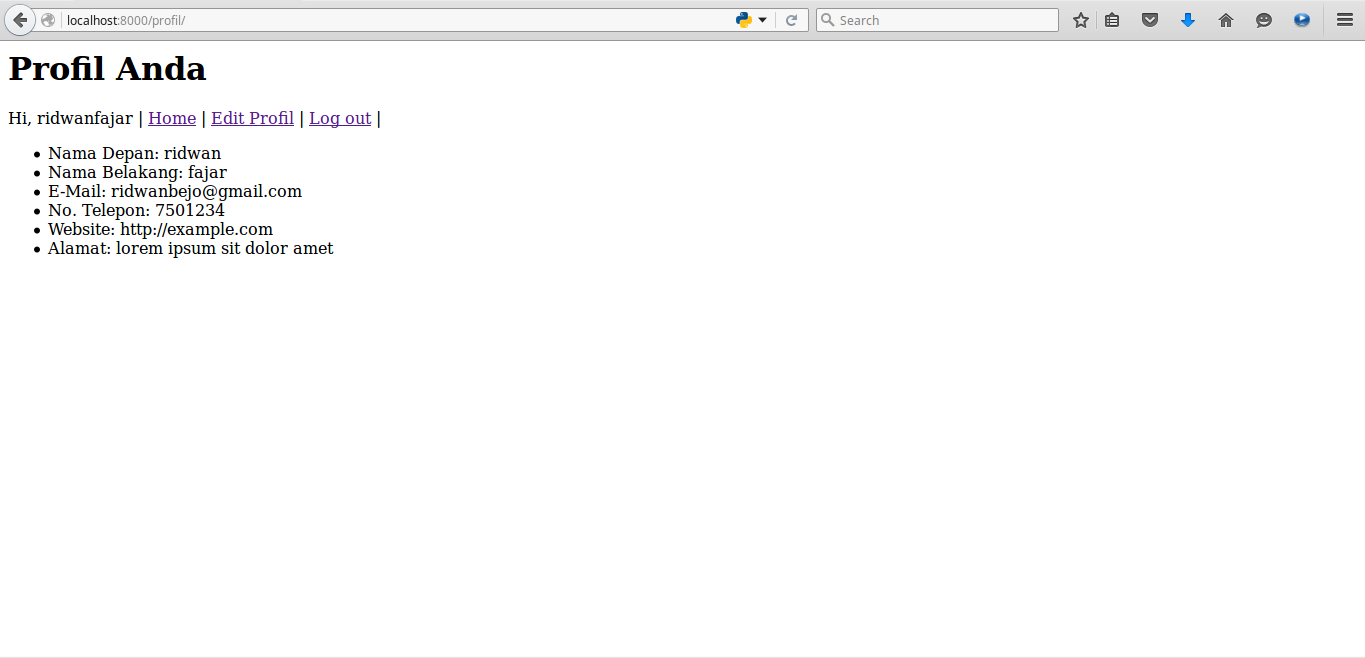 localhost:8000/profil/
Search
Profil Anda
Hi, ridwanfajar | Home | Edit Profil | Log out |
Nama Depan: ridwan
Nama Belakang: fajar
E-Mail: ridwanbejo@gmail.com
No. Telepon: 7501234
Website: http://example.com
Alamat: lorem ipsum sit dolor amet